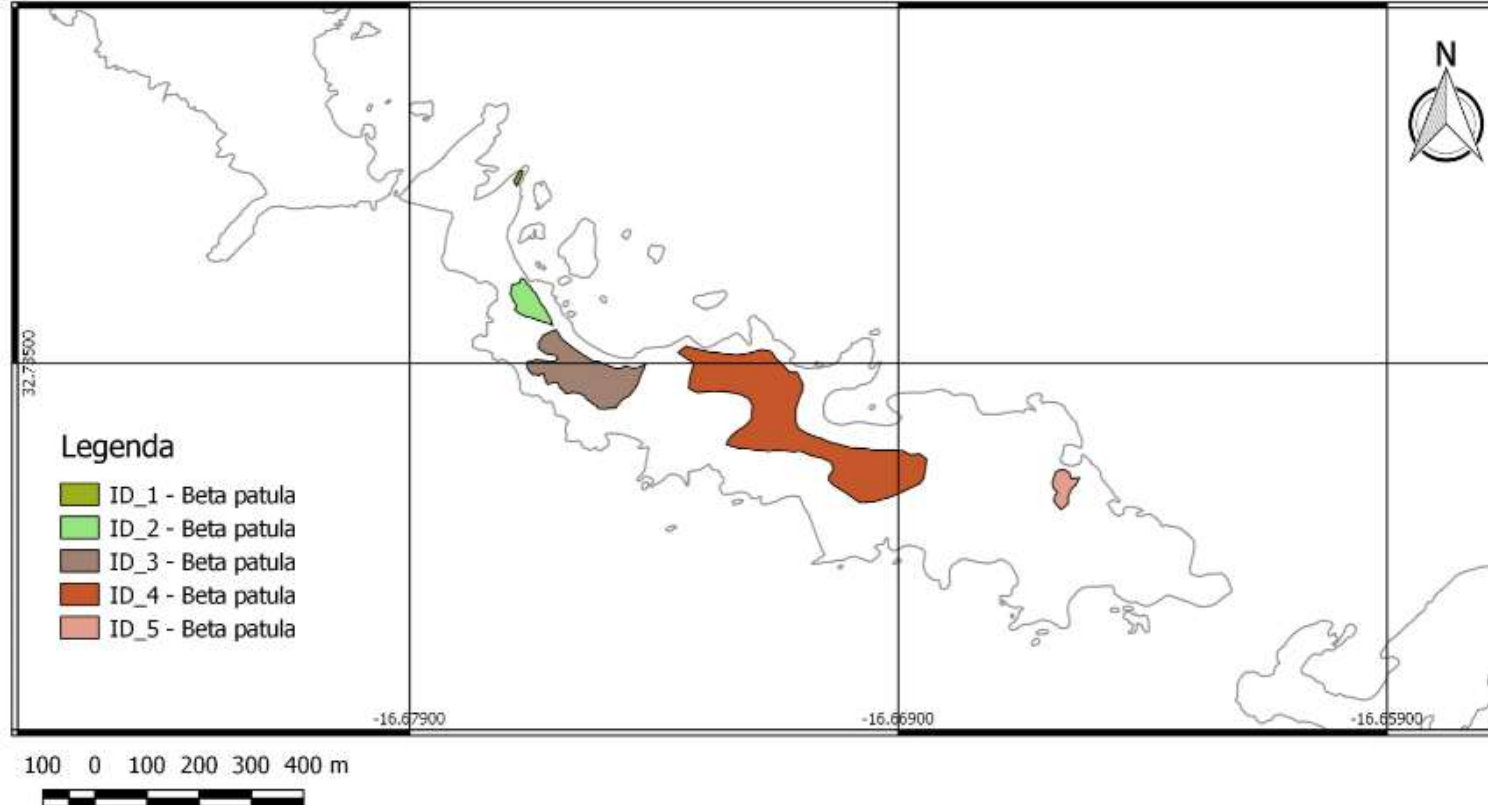 N
32.73500
Legenda
ID_1 - Beta patula
ID_2 - Beta patula
ID_3 - Beta patula
ID_4 - Beta patula
ID_5 - Beta patula
-16.67900
-16.66900
-16.65900
100 0 100 200 300 400 m